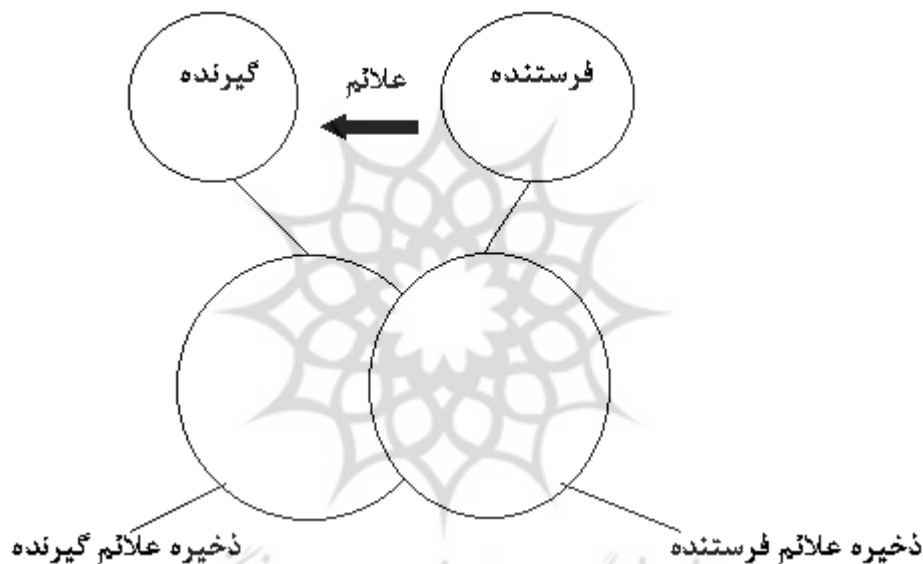 فرستنده
علائم
گیرنده
ذخیره علائم فرستنده
ذخیره علائم گیرنده